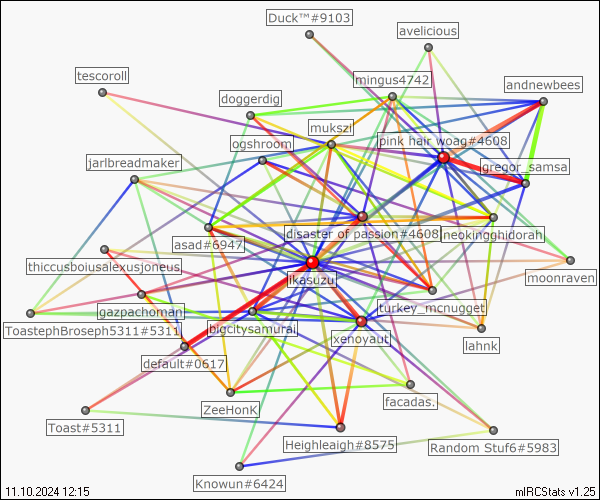 Duck™#9103
avelicious
tescoroll
mingus4742
andnewbees
doggerdig
mukszi
pink hair woag#4608
ogshroom
jarlbreadmaker
gregor_samsa
disaster of passion#4608
neokingghidorah
asad#6947
thiccusboiusalexusjoneus
ikasuzu
moonraven
gazpachoman
turkey_mcnugget
ToastephBroseph5311#5311
bigcitysamurai
xenoyaut
lahnk
default#0617
ZeeHonK
facadas.
Toast#5311
Heighleigh#8575
Random Stuf6#5983
Knowun#6424
11.10.2024 12:15
mIRCStats v1.25